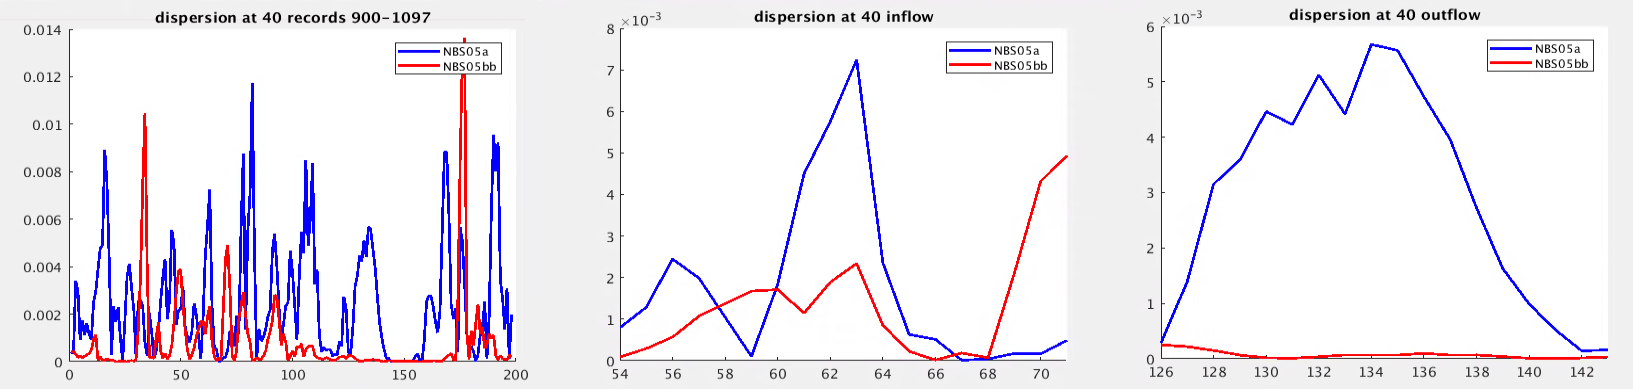 dispersion at 40 records 900-1097
0.014
0.012
0.01
0.008
0.006
0.004
0.002
0
0 50 100 150 200
NBS05a
NBS05bb
dispersion at 40 inflow
×10⁻³
8
7
6
5
4
3
2
1
0
54 56 58 60 62 64 66 68 70
NBS05a
NBS05bb
dispersion at 40 outflow
×10⁻³
6
5
4
3
2
1
0
126 128 130 132 134 136 138 140 142
NBS05a
NBS05bb